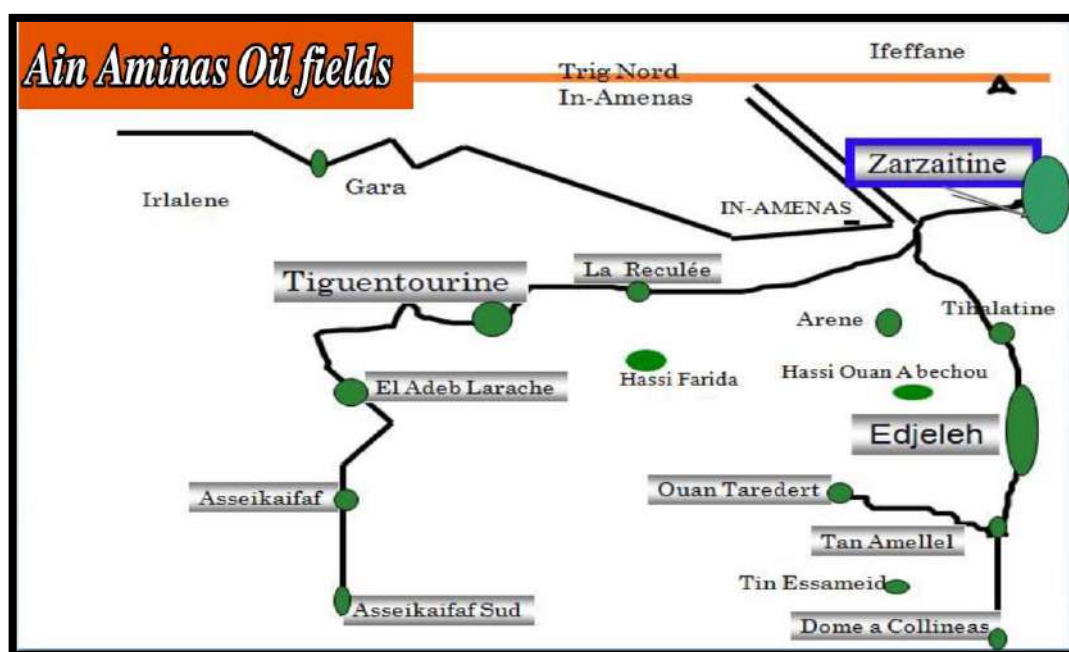 Ain Aminas Oil fields
Ifeffane
Trig Nord
In-Amenas
Zarzaitine
Gara
Irlalene
IN-AMENAS
La Reculée
Tiguentourine
Tihalatine
Arene
Hassi Farida
Hassi Ouan A bechou
El Adeb Larache
Edjeleh
Asseikaifaf
Ouan Taredert
Tan Amellel
Tin Essameid
Asseikaifaf Sud
Dome a Collineas